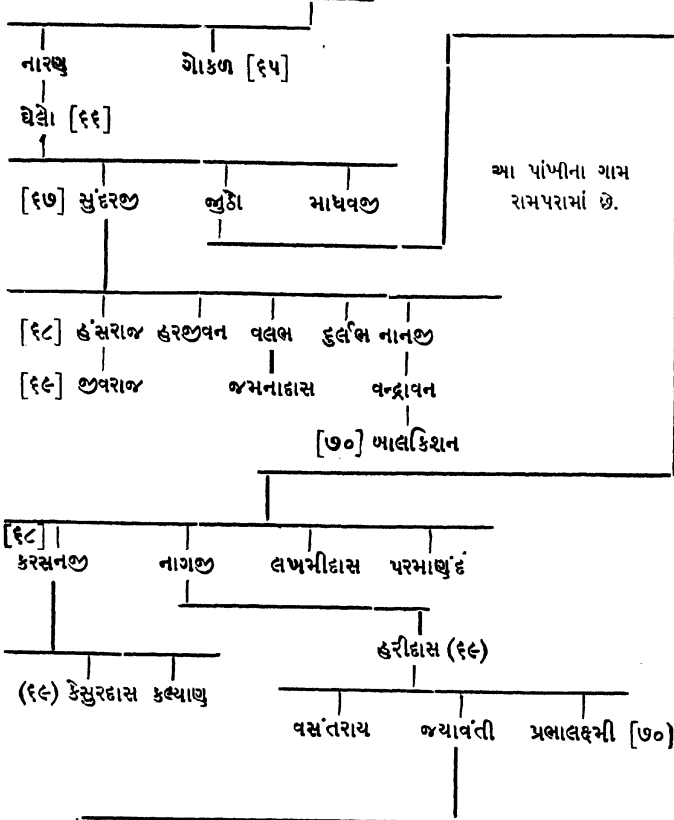 નારણ ગોકળ [૬૫]
ઘેલો [૬૬]
[૬૭] સુંદરજી જુઠો માધવજી
આ પાંખીના ગામ
રામપરામાં છે.
[૬૮] હંસરાજ હરજીવન વલભ દુર્લભ નાનજી
[૬૯] જીવરાજ જમનાદાસ વન્દ્રાવન
[૭૦] બાલકિશન
[૬૮]
કરસનજી નાગજી લખમીદાસ પરમાણંદ
હરીદાસ (૬૯)
(૬૯) કેસુરદાસ કલ્યાણ
વસંતરાય જયાવંતી પ્રભાલક્ષ્મી [૭૦)